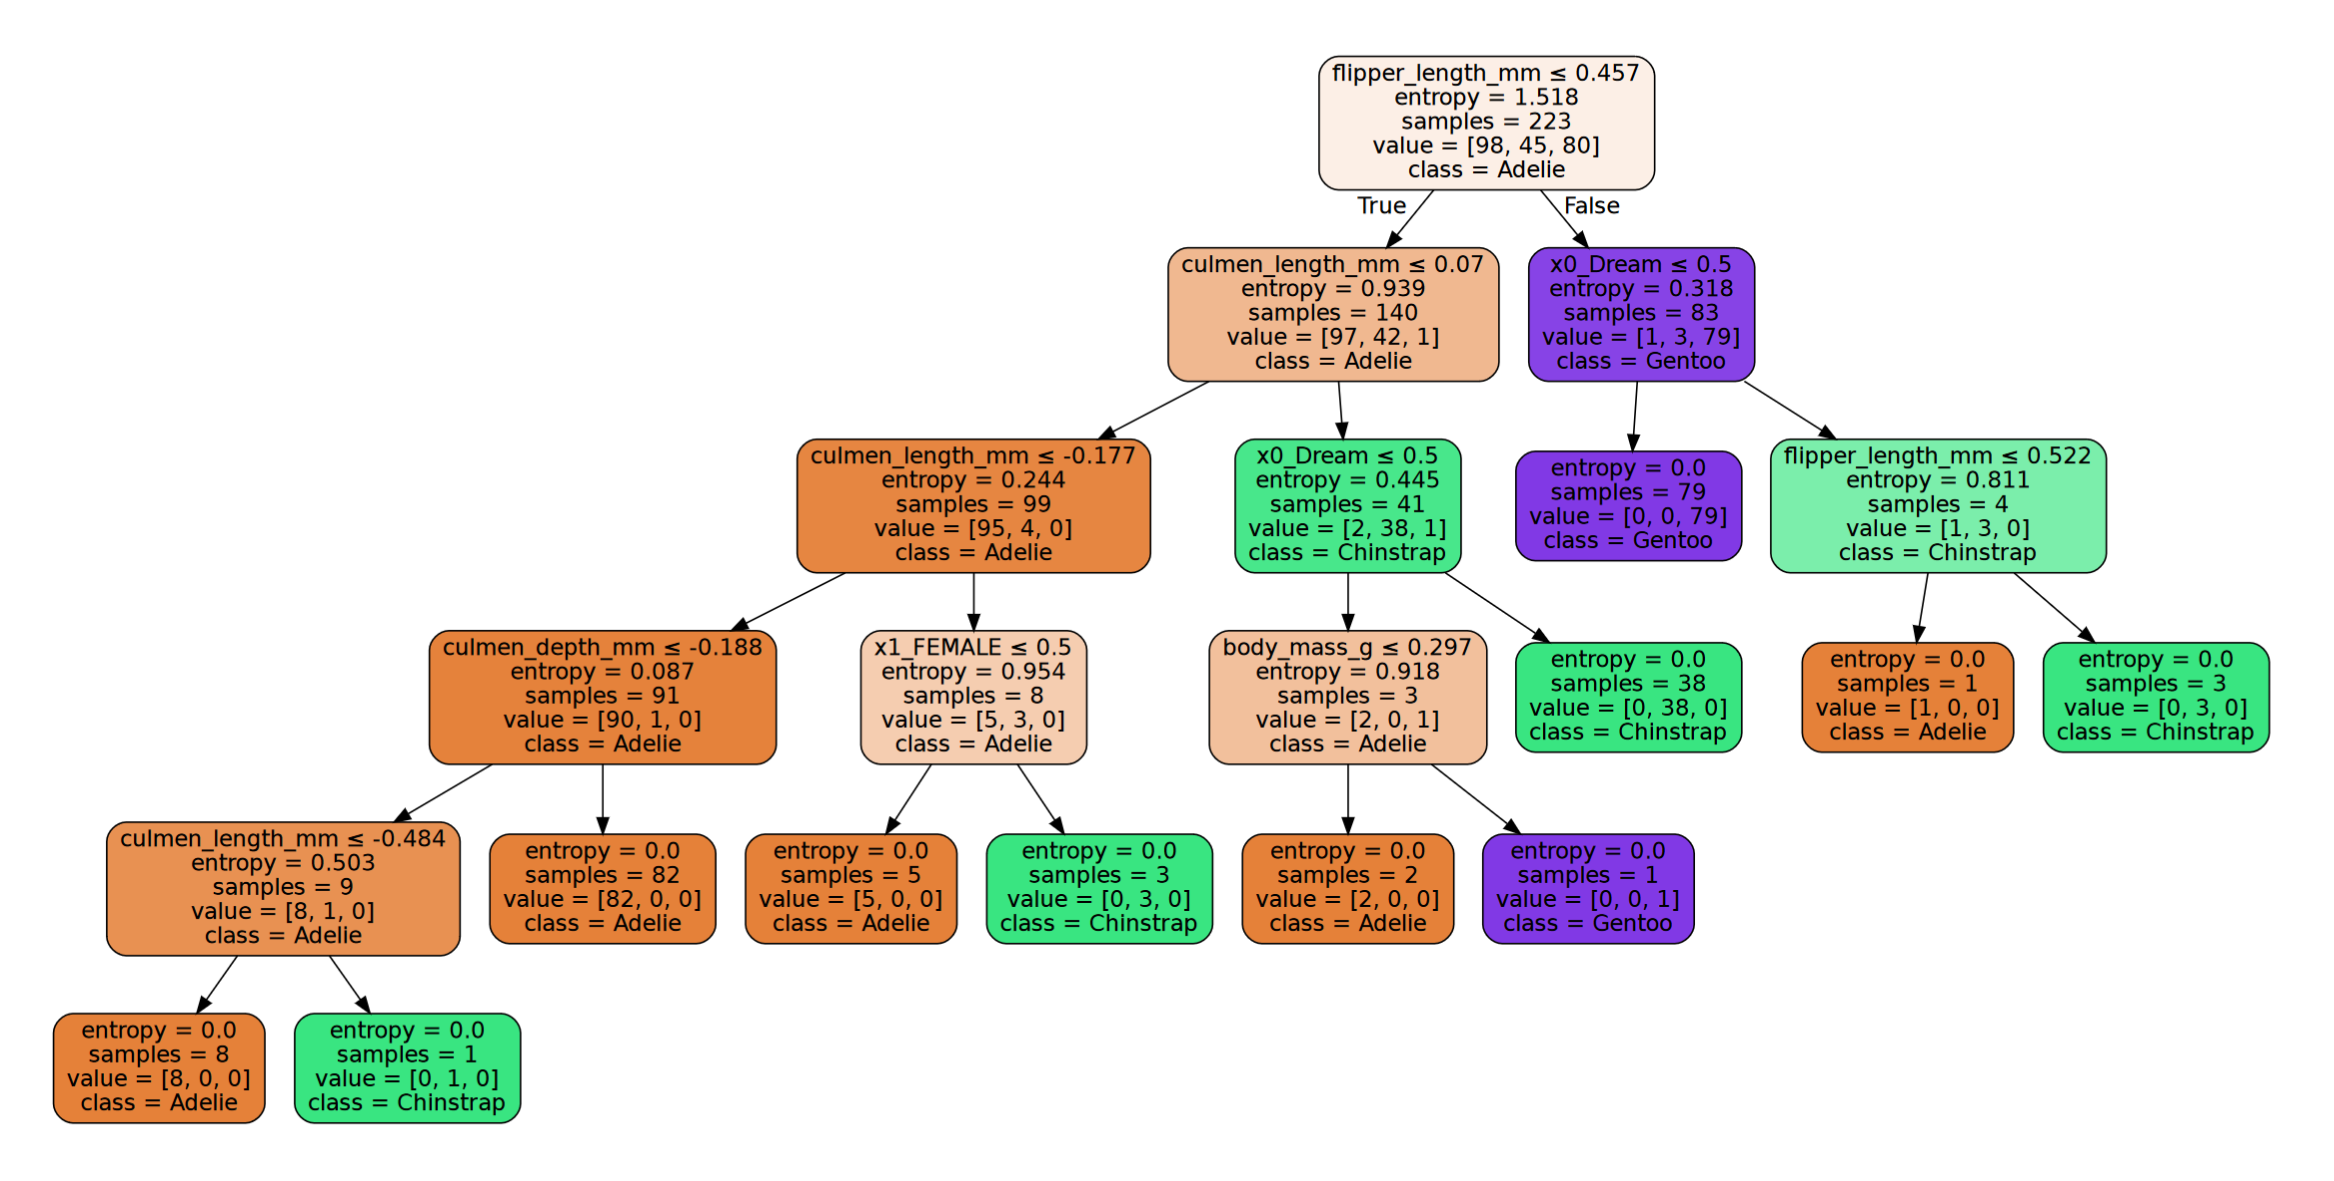 flipper_length_mm ≤ 0.457
entropy = 1.518
samples = 223
value = [98, 45, 80]
class = Adelie
True
False
culmen_length_mm ≤ 0.07
entropy = 0.939
samples = 140
value = [97, 42, 1]
class = Adelie
x0_Dream ≤ 0.5
entropy = 0.318
samples = 83
value = [1, 3, 79]
class = Gentoo
culmen_length_mm ≤ -0.177
entropy = 0.244
samples = 99
value = [95, 4, 0]
class = Adelie
x0_Dream ≤ 0.5
entropy = 0.445
samples = 41
value = [2, 38, 1]
class = Chinstrap
entropy = 0.0
samples = 79
value = [0, 0, 79]
class = Gentoo
flipper_length_mm ≤ 0.522
entropy = 0.811
samples = 4
value = [1, 3, 0]
class = Chinstrap
culmen_depth_mm ≤ -0.188
entropy = 0.087
samples = 91
value = [90, 1, 0]
class = Adelie
x1_FEMALE ≤ 0.5
entropy = 0.954
samples = 8
value = [5, 3, 0]
class = Adelie
body_mass_g ≤ 0.297
entropy = 0.918
samples = 3
value = [2, 0, 1]
class = Adelie
entropy = 0.0
samples = 38
value = [0, 38, 0]
class = Chinstrap
entropy = 0.0
samples = 1
value = [1, 0, 0]
class = Adelie
entropy = 0.0
samples = 3
value = [0, 3, 0]
class = Chinstrap
culmen_length_mm ≤ -0.484
entropy = 0.503
samples = 9
value = [8, 1, 0]
class = Adelie
entropy = 0.0
samples = 82
value = [82, 0, 0]
class = Adelie
entropy = 0.0
samples = 5
value = [5, 0, 0]
class = Adelie
entropy = 0.0
samples = 3
value = [0, 3, 0]
class = Chinstrap
entropy = 0.0
samples = 2
value = [2, 0, 0]
class = Adelie
entropy = 0.0
samples = 1
value = [0, 0, 1]
class = Gentoo
entropy = 0.0
samples = 8
value = [8, 0, 0]
class = Adelie
entropy = 0.0
samples = 1
value = [0, 1, 0]
class = Chinstrap